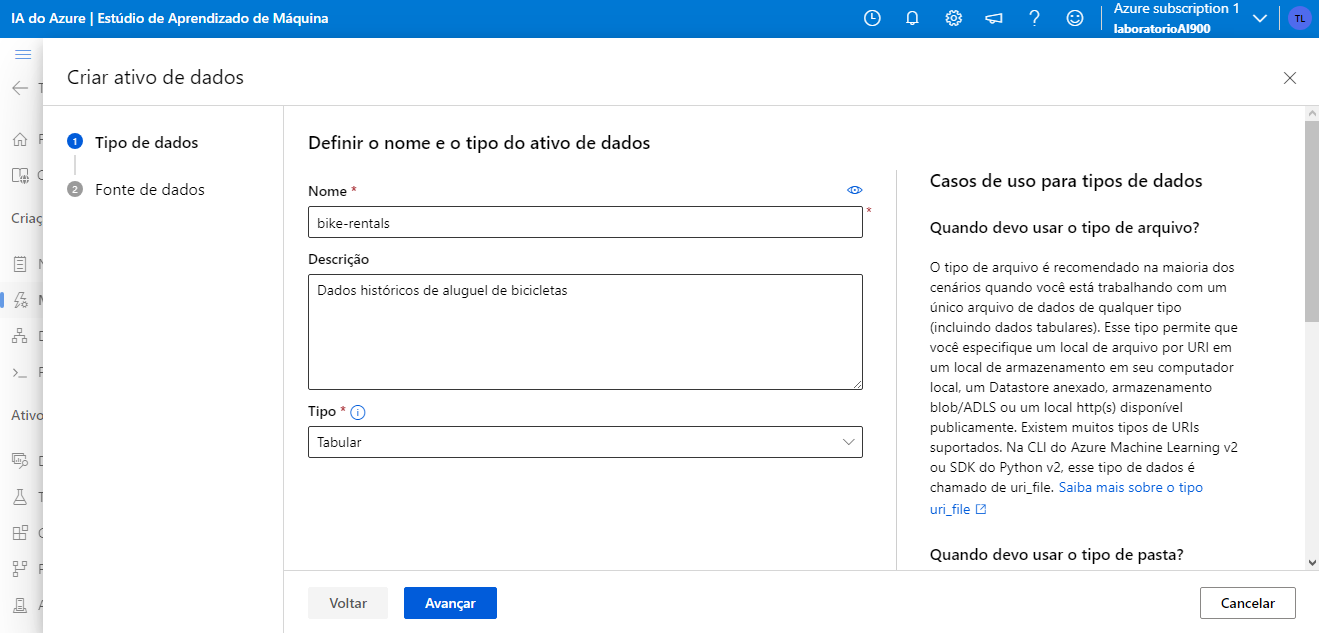 IA do Azure | Estúdio de Aprendizado de Máquina
Azure subscription 1
laboratorioAI900
TL
Criar ativo de dados
1 Tipo de dados
2 Fonte de dados
Definir o nome e o tipo do ativo de dados
Nome *
*
bike-rentals
Descrição
Dados históricos de aluguel de bicicletas
Tipo *
Tabular
Casos de uso para tipos de dados
Quando devo usar o tipo de arquivo?
O tipo de arquivo é recomendado na maioria dos
cenários quando você está trabalhando com um
único arquivo de dados de qualquer tipo
(incluindo dados tabulares). Esse tipo permite que
você especifique um local de arquivo por URI em
um local de armazenamento em seu computador
local, um Datastore anexado, armazenamento
blob/ADLS ou um local http(s) disponível
publicamente. Existem muitos tipos de URIs
suportados. Na CLI do Azure Machine Learning v2
ou SDK do Python v2, esse tipo de dados é
chamado de uri_file. Saiba mais sobre o tipo
uri_file
Quando devo usar o tipo de pasta?
Voltar
Avançar
Cancelar